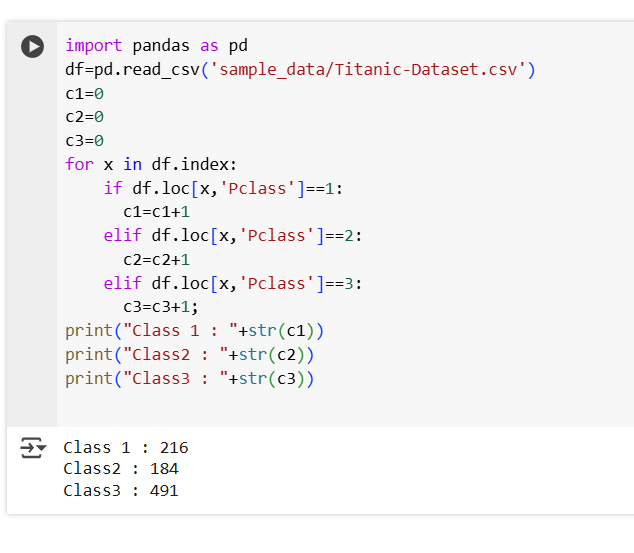 import pandas as pd
df=pd.read_csv('sample_data/Titanic-Dataset.csv')
c1=0
c2=0
c3=0
for x in df.index:
    if df.loc[x,'Pclass']==1:
      c1=c1+1
    elif df.loc[x,'Pclass']==2:
      c2=c2+1
    elif df.loc[x,'Pclass']==3:
      c3=c3+1;
print("Class 1 : "+str(c1))
print("Class2 : "+str(c2))
print("Class3 : "+str(c3))
Class 1 : 216
Class2 : 184
Class3 : 491